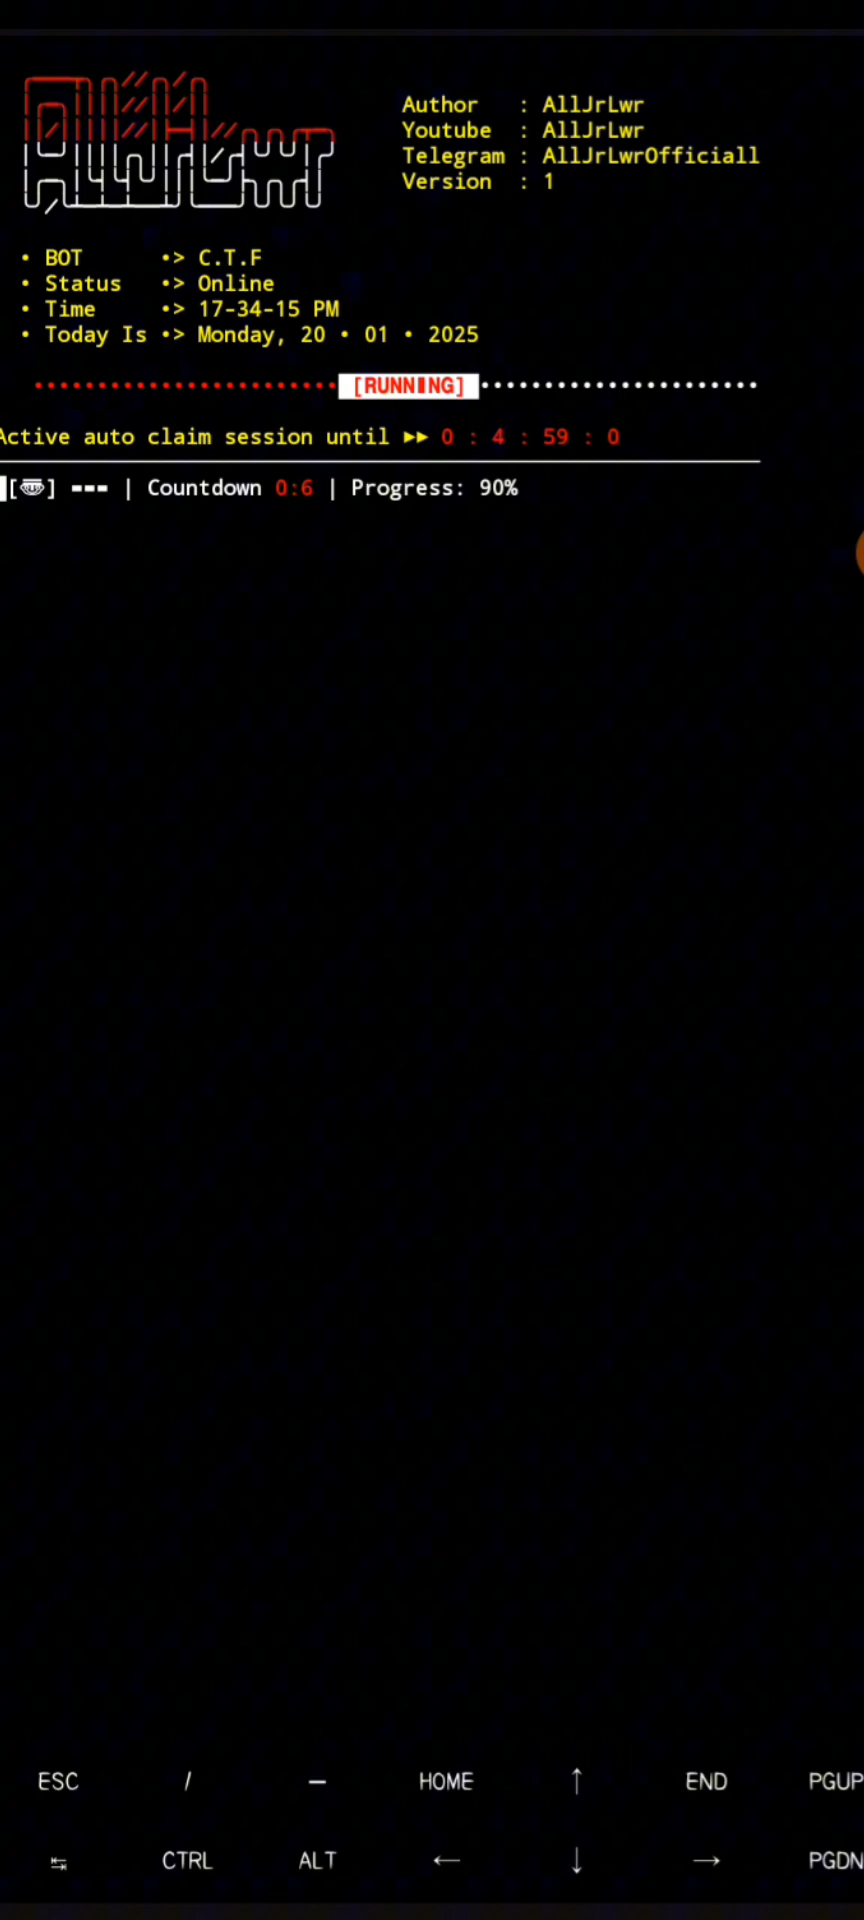 AllJrLwr
Author : AllJrLwr
Youtube : AllJrLwr
Telegram : AllJrLwrOfficiall
Version : 1
• BOT •> C.T.F
• Status •> Online
• Time •> 17-34-15 PM
• Today Is •> Monday, 20 • 01 • 2025
[RUNNING]
Active auto claim session until ►► 0 : 4 : 59 : 0
[] --- | Countdown 0:6 | Progress: 90%
ESC / — HOME ↑ END PGUP
↹ CTRL ALT ← ↓ → PGDN